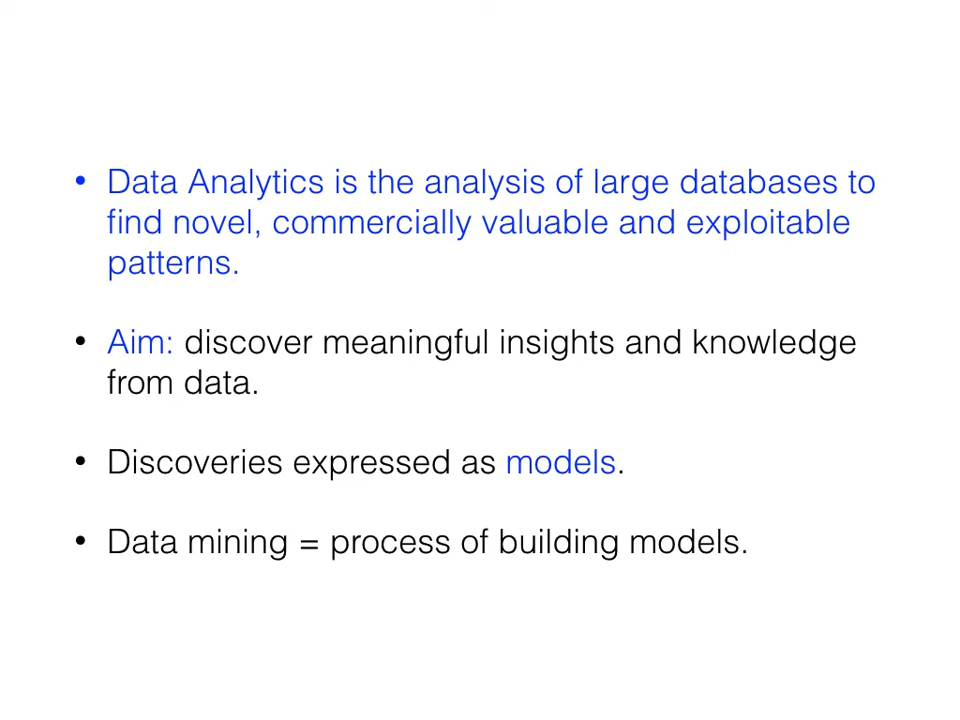 • Data Analytics is the analysis of large databases to
find novel, commercially valuable and exploitable
patterns.
• Aim: discover meaningful insights and knowledge
from data.
• Discoveries expressed as models.
• Data mining = process of building models.